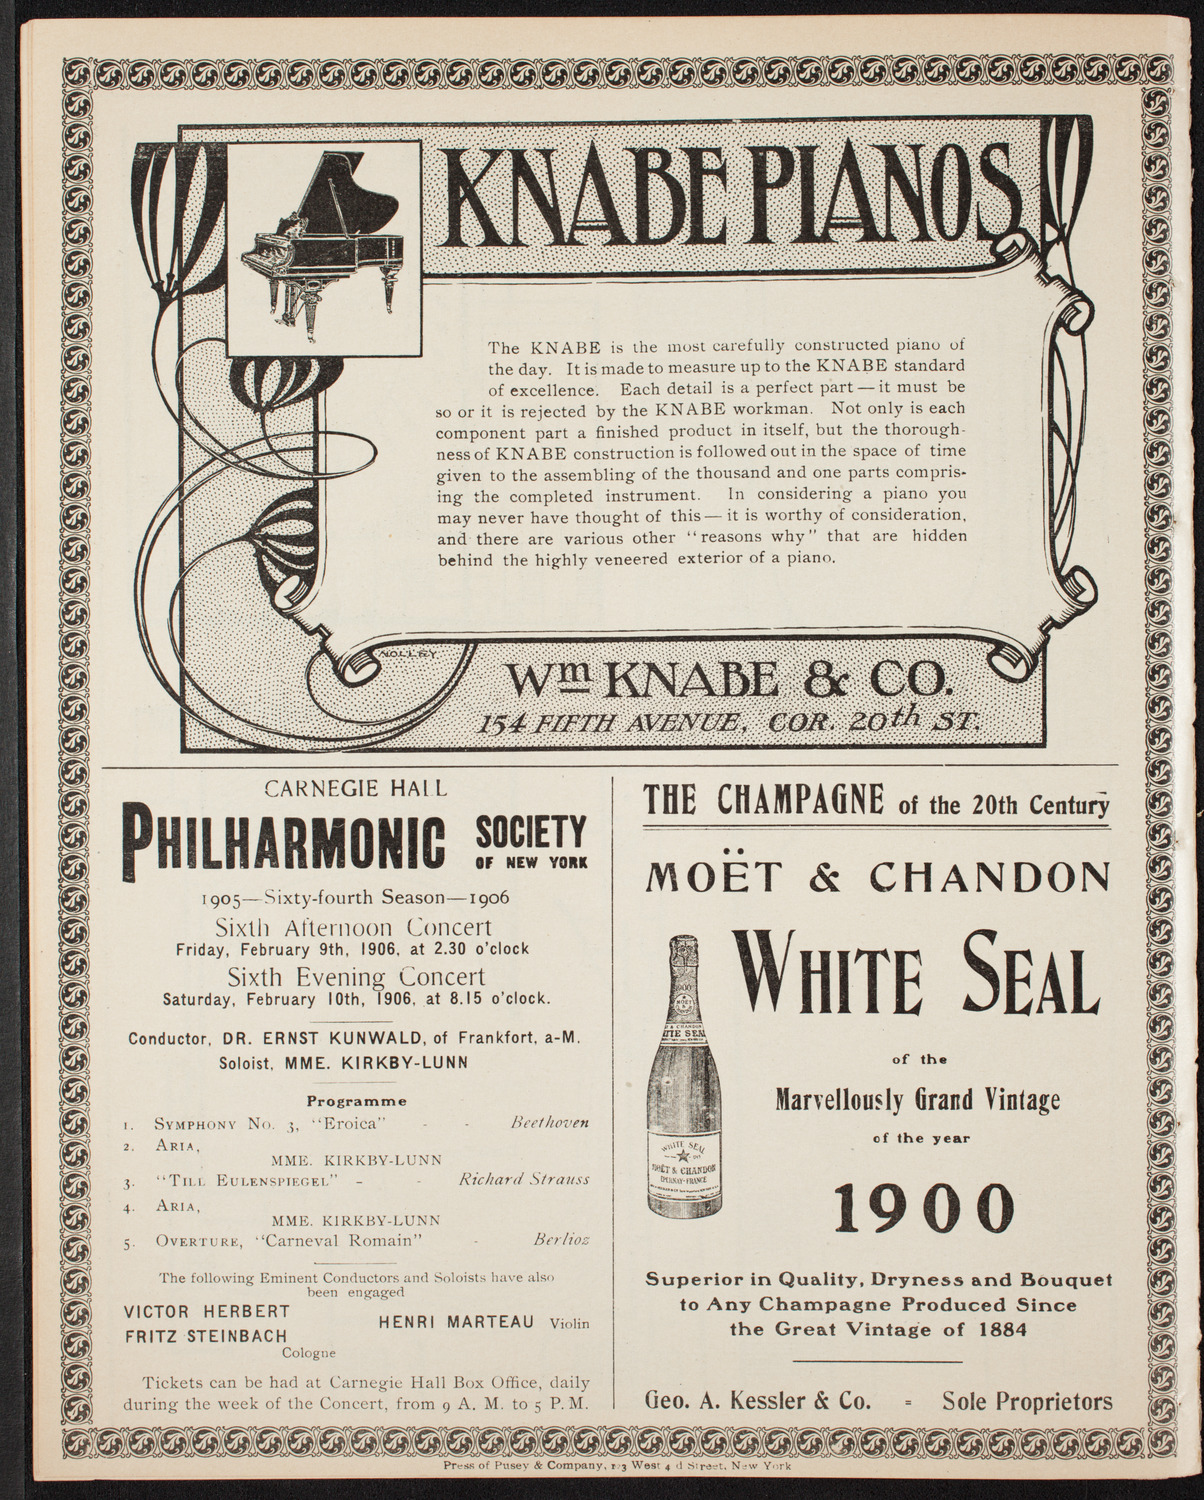 KNABE PIANOS
The KNABE is the most carefully constructed piano of
the day. It is made to measure up to the KNABE standard
of excellence. Each detail is a perfect part — it must be
so or it is rejected by the KNABE workman. Not only is each
component part a finished product in itself, but the thorough-
ness of KNABE construction is followed out in the space of time
given to the assembling of the thousand and one parts compris-
ing the completed instrument. In considering a piano you
may never have thought of this — it is worthy of consideration,
and there are various other “reasons why” that are hidden
behind the highly veneered exterior of a piano.
Wm KNABE & CO.
154 FIFTH AVENUE, COR. 20th ST.
CARNEGIE HALL
PHILHARMONIC SOCIETY
OF NEW YORK
1905—Sixty-fourth Season—1906
Sixth Afternoon Concert
Friday, February 9th, 1906, at 2.30 o'clock
Sixth Evening Concert
Saturday, February 10th, 1906, at 8.15 o'clock.
Conductor, DR. ERNST KUNWALD, of Frankfort, a-M.
Soloist, MME. KIRKBY-LUNN
Programme
1. SYMPHONY No. 3, “Eroica” - - Beethoven
2. ARIA,
MME. KIRKBY-LUNN
3. “TILL EULENSPIEGEL” - - Richard Strauss
4. ARIA,
MME. KIRKBY-LUNN
5. OVERTURE, “Carneval Romain” - Berlioz
The following Eminent Conductors and Soloists have also
been engaged
VICTOR HERBERT
HENRI MARTEAU Violin
FRITZ STEINBACH
Cologne
Tickets can be had at Carnegie Hall Box Office, daily
during the week of the Concert, from 9 A. M. to 5 P. M.
THE CHAMPAGNE of the 20th Century
MOËT & CHANDON
WHITE SEAL
of the
Marvellously Grand Vintage
of the year
1900
WHITE SEAL
MOËT & CHANDON
EPERNAY-FRANCE
Superior in Quality, Dryness and Bouquet
to Any Champagne Produced Since
the Great Vintage of 1884
Geo. A. Kessler & Co. = Sole Proprietors
Press of Pusey & Company, West Street, New York